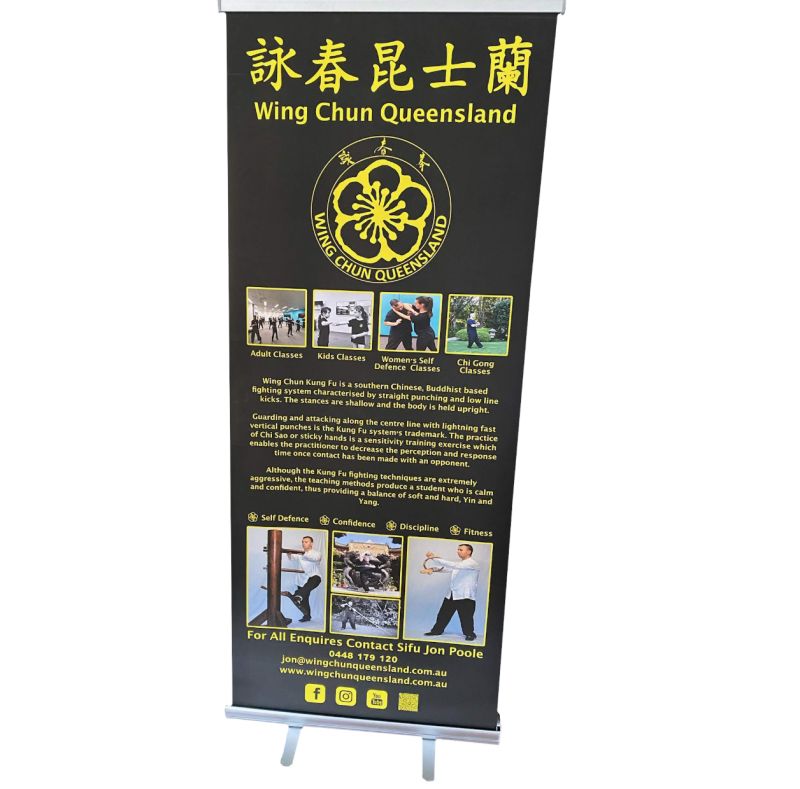 詠春昆士蘭
Wing Chun Queensland
詠春拳
WING CHUN QUEENSLAND
Adult Classes
Kids Classes
Women's Self
Defence Classes
Chi Gong
Classes
Wing Chun Kung Fu is a southern Chinese, Buddhist based
fighting system characterised by straight punching and low line
kicks. The stances are shallow and the body is held upright.
Guarding and attacking along the centre line with lightning fast
vertical punches is the Kung Fu system's trademark. The practice
of Chi Sao or sticky hands is a sensitivity training exercise which
enables the practitioner to decrease the perception and response
time once contact has been made with an opponent.
Although the Kung Fu fighting techniques are extremely
aggressive, the teaching methods produce a student who is calm
and confident, thus providing a balance of soft and hard, Yin and
Yang.
Self Defence
Confidence
Discipline
Fitness
For All Enquires Contact Sifu Jon Poole
0448 179 120
jon@wingchunqueensland.com.au
www.wingchunqueensland.com.au
You
Tube